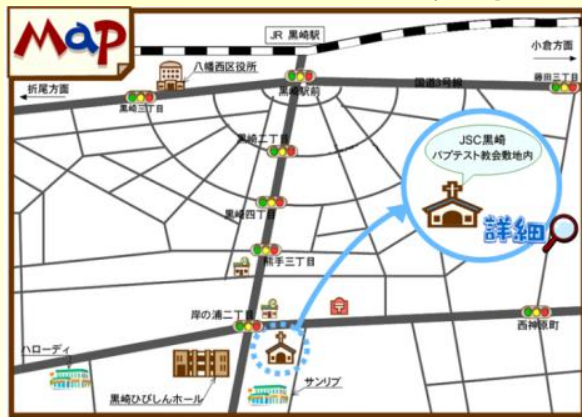 Map
JR 黒崎駅
小倉方面
八幡西区役所
折尾方面
黒崎三丁目
黒崎駅前
国道3号線
藤田三丁目
黒崎二丁目
JSC黒崎
バプテスト教会敷地内
黒崎四丁目
詳細
熊手三丁目
岸の浦二丁目
西神原町
ハローディ
黒崎ひびしんホール
サンリブ